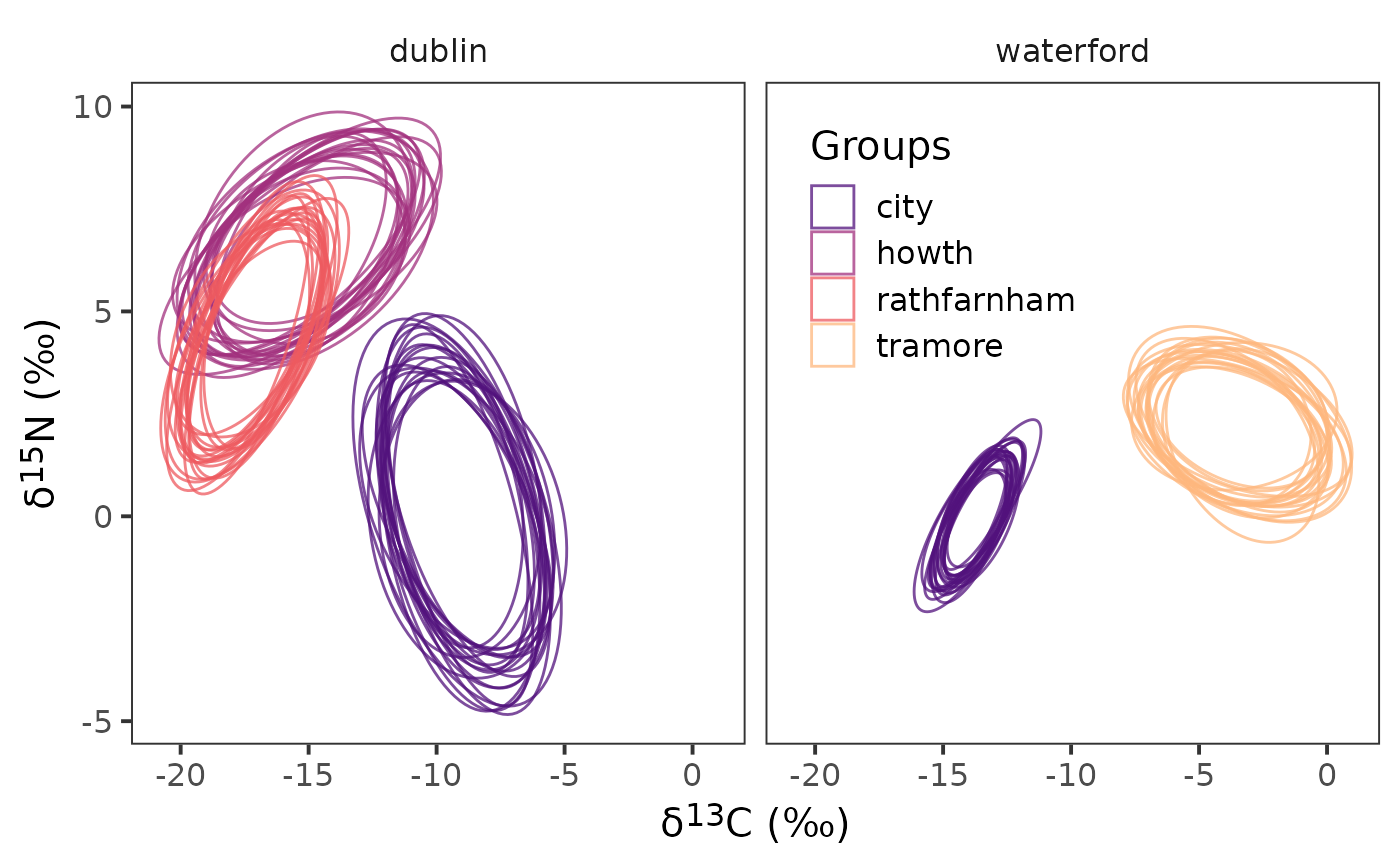 dublin
waterford
10
5
0
-5
δ¹⁵N (‰)
Groups
city
howth
rathfarnham
tramore
-20 -15 -10 -5 0
-20 -15 -10 -5 0
δ¹³C (‰)